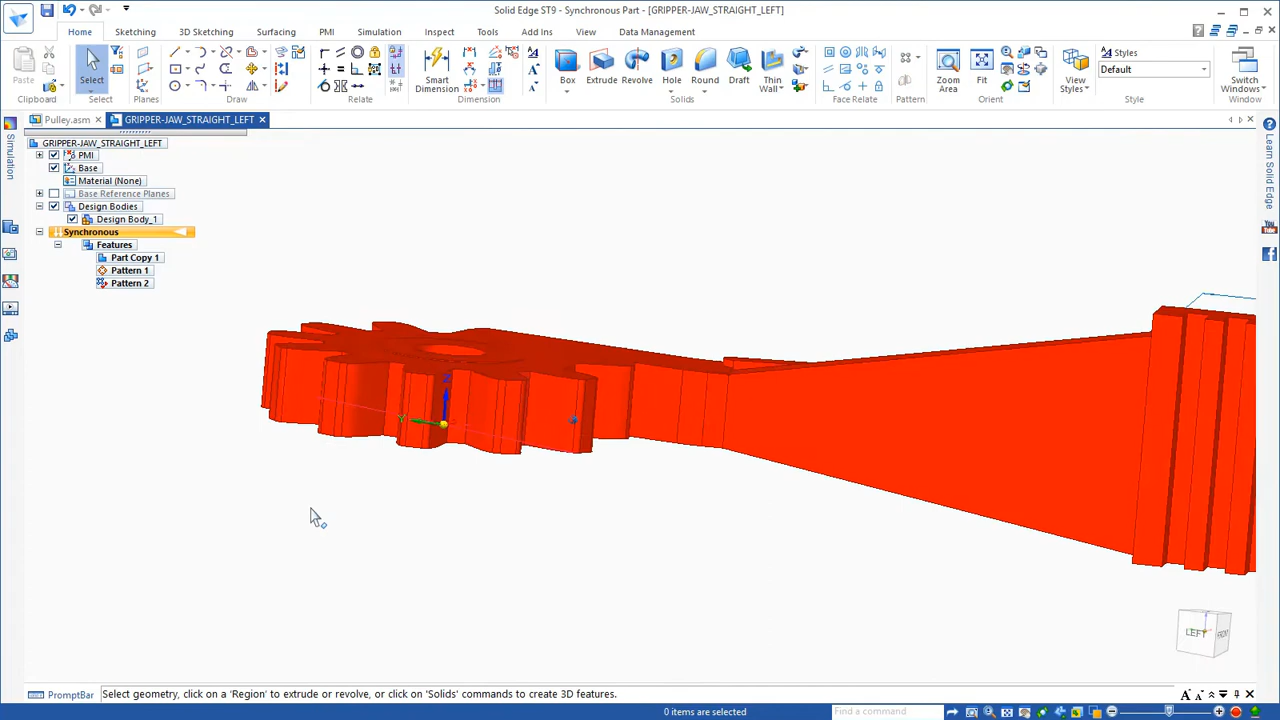 Solid Edge ST9 - Synchronous Part - [GRIPPER-JAW_STRAIGHT_LEFT]
Home Sketching 3D Sketching Surfacing PMI Simulation Inspect Tools Add Ins View Data Management
Paste Select Smart Dimension Box Extrude Revolve Hole Round Draft Thin Wall Zoom Area Fit View Styles Styles Default Switch Windows
Clipboard Select Planes Draw Relate Dimension Solids Face Relate Pattern Orient Style Window
Pulley.asm GRIPPER-JAW_STRAIGHT_LEFT
Simulation
Learn Solid Edge
You Tube
GRIPPER-JAW_STRAIGHT_LEFT
PMI
Base
Material (None)
Base Reference Planes
Design Bodies
Design Body_1
Synchronous
Features
Part Copy 1
Pattern 1
Pattern 2
Z
Y
LEFT FRONT
PromptBar Select geometry, click on a 'Region' to extrude or revolve, or click on 'Solids' commands to create 3D features.
0 items are selected Find a command